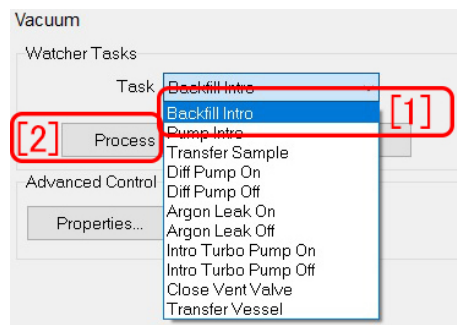 Vacuum
Watcher Tasks
Task Backfill Intro
Backfill Intro [1]
[2] Process Pump Intro
Transfer Sample
Advanced Control Diff Pump On
Diff Pump Off
Properties... Argon Leak On
Argon Leak Off
Intro Turbo Pump On
Intro Turbo Pump Off
Close Vent Valve
Transfer Vessel